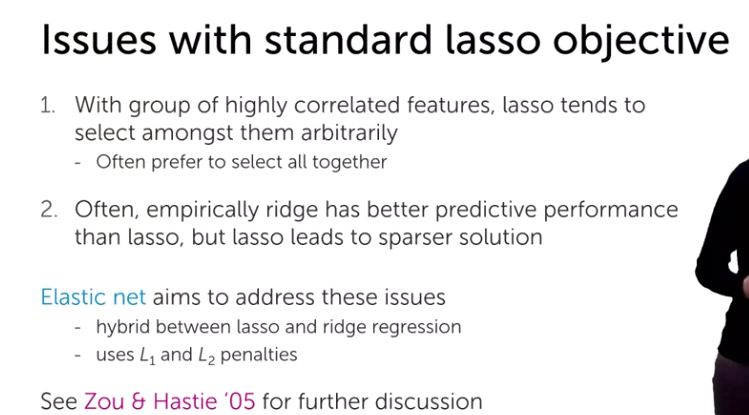 Issues with standard lasso objective
1. With group of highly correlated features, lasso tends to
select amongst them arbitrarily
- Often prefer to select all together
2. Often, empirically ridge has better predictive performance
than lasso, but lasso leads to sparser solution
Elastic net aims to address these issues
- hybrid between lasso and ridge regression
- uses L₁ and L₂ penalties
See Zou & Hastie ‘05 for further discussion